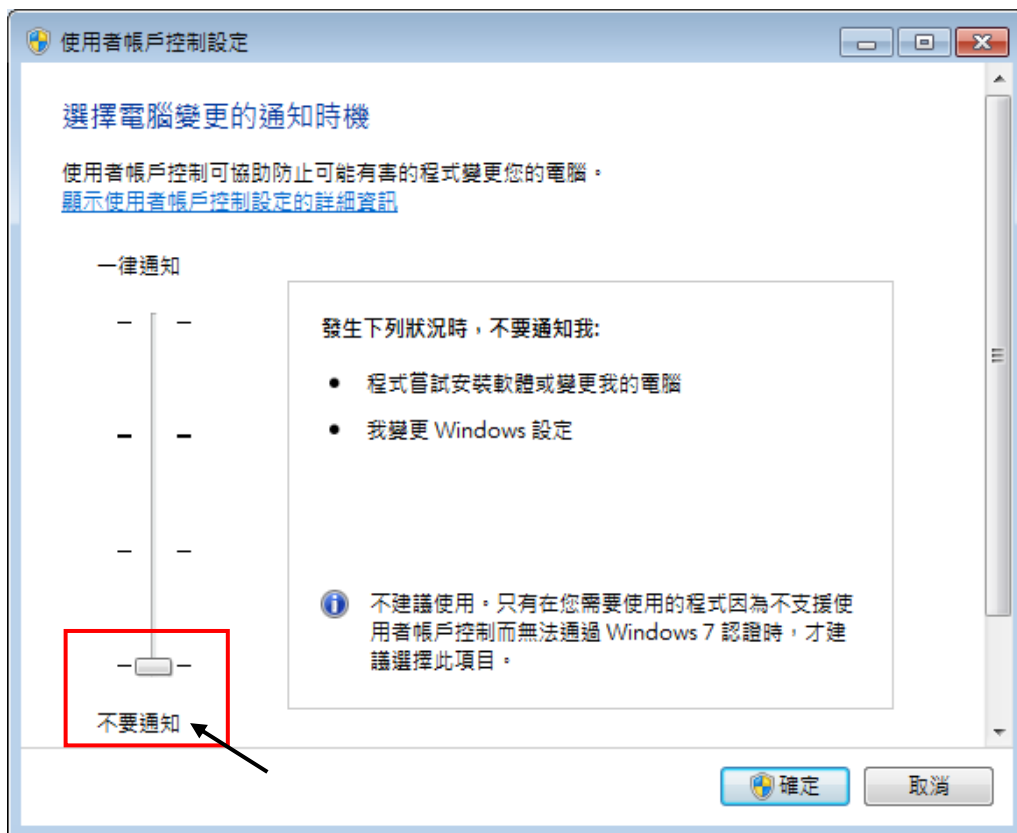 使用者帳戶控制設定
選擇電腦變更的通知時機
使用者帳戶控制可協助防止可能有害的程式變更您的電腦。
顯示使用者帳戶控制設定的詳細資訊
一律通知
發生下列狀況時，不要通知我:
程式嘗試安裝軟體或變更我的電腦
我變更 Windows 設定
不建議使用。只有在您需要使用的程式因為不支援使
用者帳戶控制而無法通過 Windows 7 認證時，才建
議選擇此項目。
不要通知
確定
取消